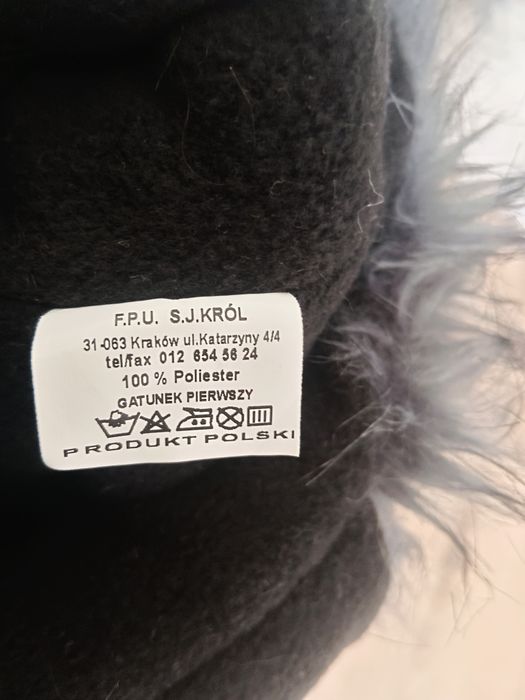 F.P.U. S.J.KRÓL
31-063 Kraków ul.Katarzyny 4/4
tel/fax 012 654 56 24
100 % Poliester
GATUNEK PIERWSZY
PRODUKT POLSKI